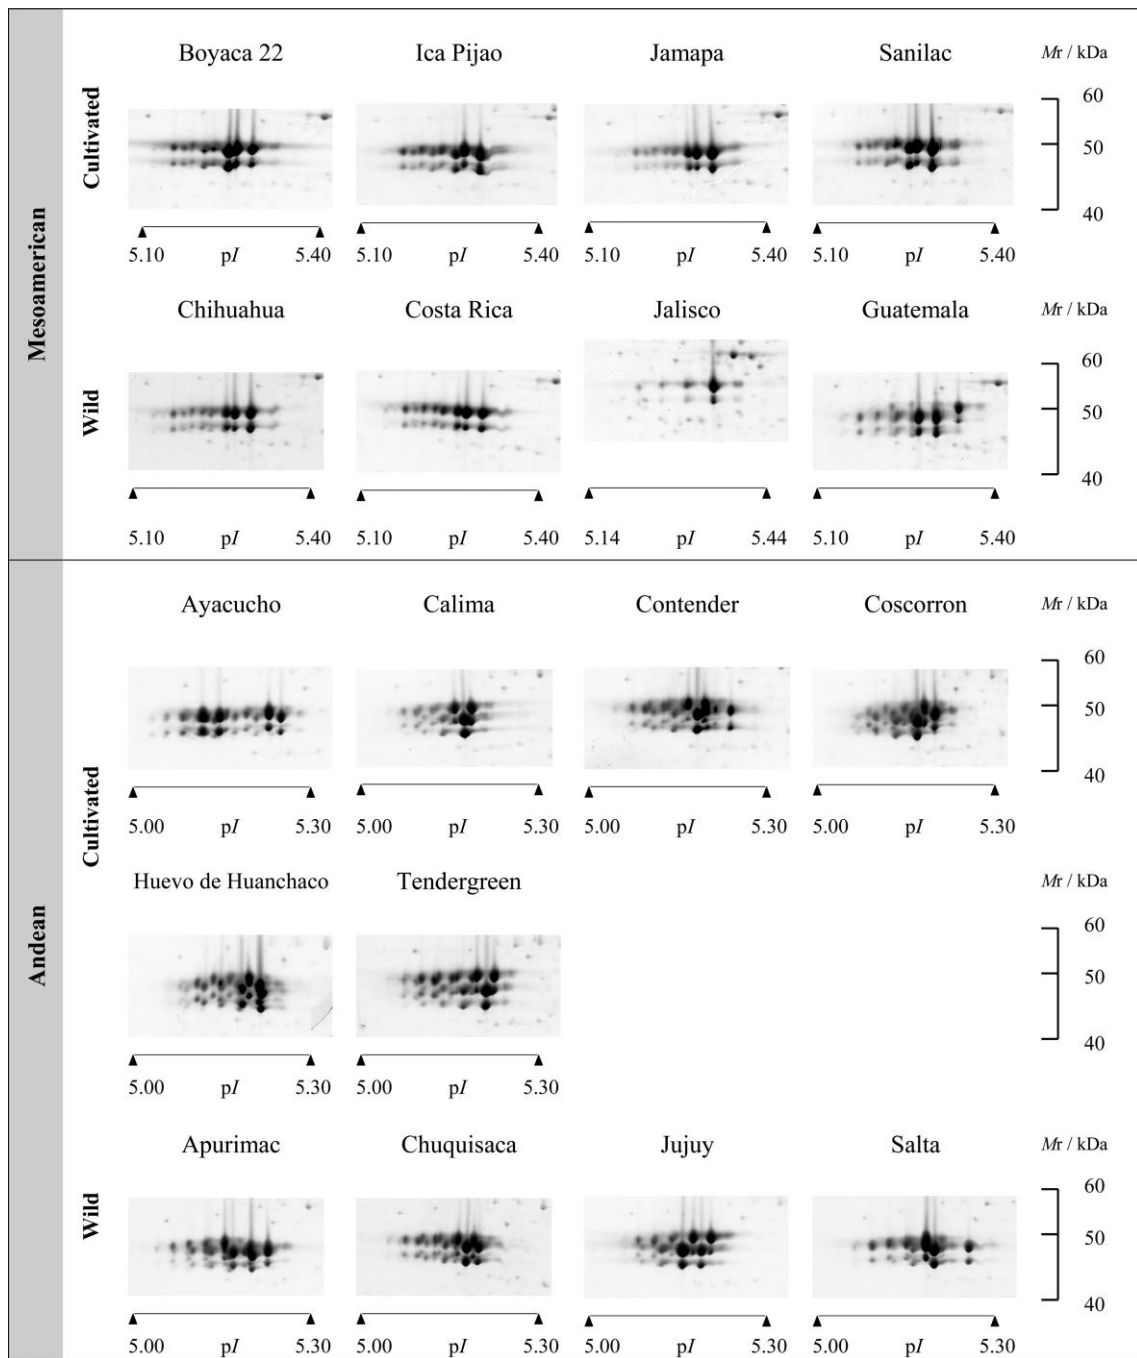 Mesoamerican
Cultivated
Boyaca 22 Ica Pijao Jamapa Sanilac Mr / kDa
60
50
40
5.10 pI 5.40 5.10 pI 5.40 5.10 pI 5.40 5.10 pI 5.40
Wild
Chihuahua Costa Rica Jalisco Guatemala Mr / kDa
60
50
40
5.10 pI 5.40 5.10 pI 5.40 5.14 pI 5.44 5.10 pI 5.40
Andean
Cultivated
Ayacucho Calima Contender Coscorron Mr / kDa
60
50
40
5.00 pI 5.30 5.00 pI 5.30 5.00 pI 5.30 5.00 pI 5.30
Huevo de Huanchaco Tendergreen Mr / kDa
60
50
40
5.00 pI 5.30 5.00 pI 5.30
Wild
Apurimac Chuquisaca Jujuy Salta Mr / kDa
60
50
40
5.00 pI 5.30 5.00 pI 5.30 5.00 pI 5.30 5.00 pI 5.30